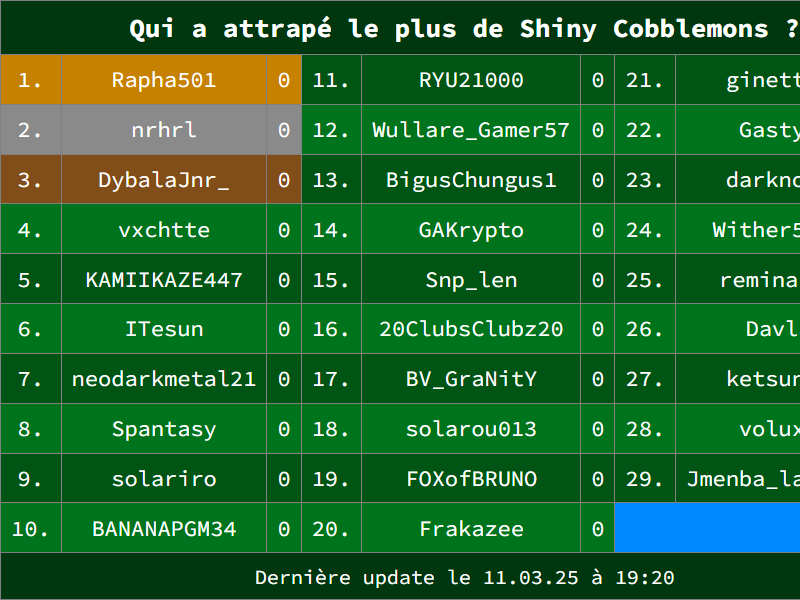 Qui a attrapé le plus de Shiny Cobblemons ?
1. Rapha501 0 11. RYU21000 0 21. ginett
2. nrhrl 0 12. Wullare_Gamer57 0 22. Gasty
3. DybalaJnr_ 0 13. BigusChungus1 0 23. darkno
4. vxchtte 0 14. GAKrypto 0 24. Wither5
5. KAMIIKAZE447 0 15. Snp_len 0 25. remina
6. ITesun 0 16. 20ClubsClubz20 0 26. Davl
7. neodarkmetal21 0 17. BV_GraNitY 0 27. ketsur
8. Spantasy 0 18. solarou013 0 28. volux
9. solariro 0 19. FOXofBRUNO 0 29. Jmenba_la
10. BANANAPGM34 0 20. Frakazee 0
Dernière update le 11.03.25 à 19:20